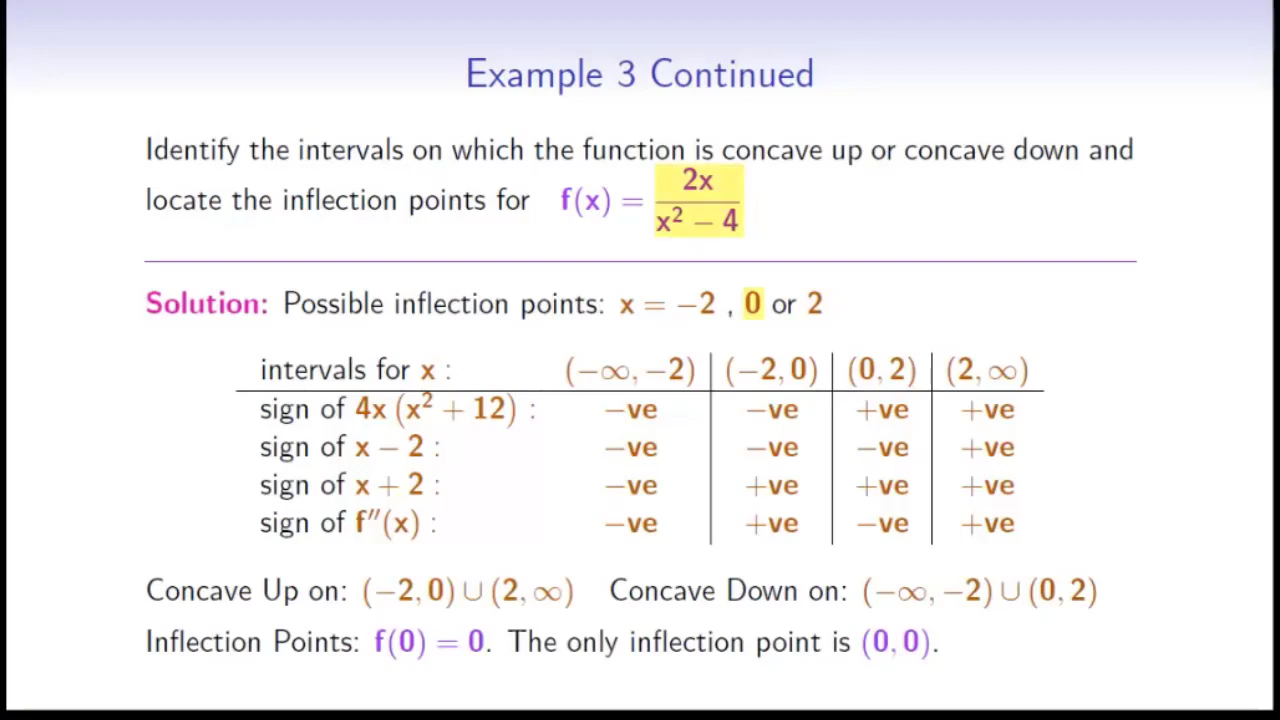 Example 3 Continued
Identify the intervals on which the function is concave up or concave down and
locate the inflection points for f(x) = 2x / (x² − 4)
Solution: Possible inflection points: x = −2 , 0 or 2
intervals for x : (−∞, −2) (−2, 0) (0, 2) (2, ∞)
sign of 4x (x² + 12) : −ve −ve +ve +ve
sign of x − 2 : −ve −ve −ve +ve
sign of x + 2 : −ve +ve +ve +ve
sign of f″(x) : −ve +ve −ve +ve
Concave Up on: (−2, 0) ∪ (2, ∞) Concave Down on: (−∞, −2) ∪ (0, 2)
Inflection Points: f(0) = 0. The only inflection point is (0, 0).